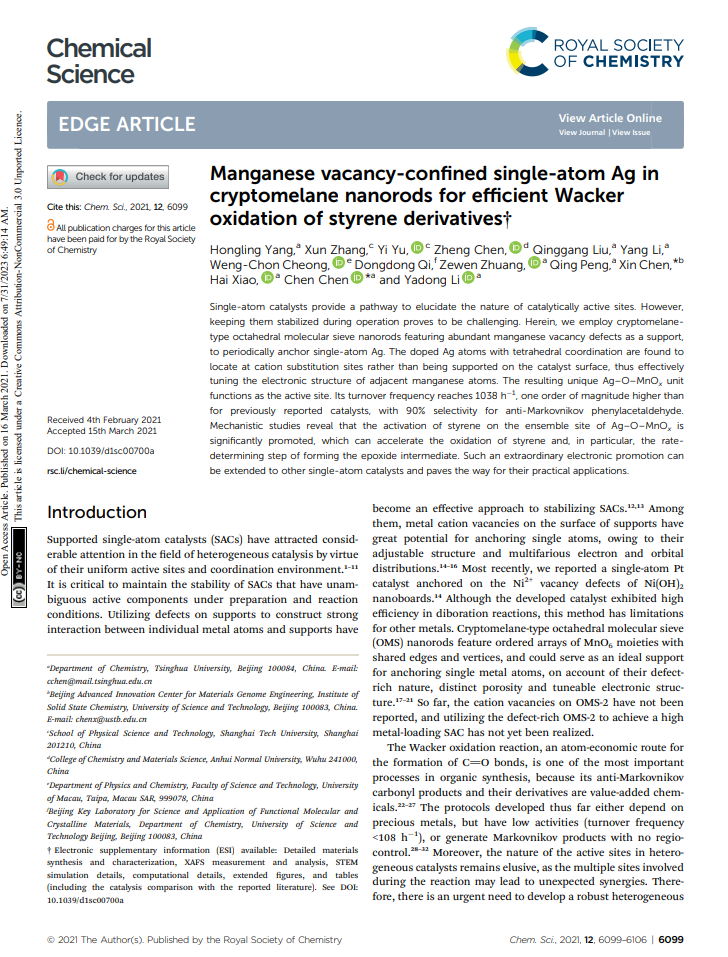 Chemical
Science
ROYAL SOCIETY
OF CHEMISTRY
EDGE ARTICLE
View Article Online
View Journal | View Issue
Check for updates
Cite this: Chem. Sci., 2021, 12, 6099
All publication charges for this article
have been paid for by the Royal Society
of Chemistry
Received 4th February 2021
Accepted 15th March 2021
DOI: 10.1039/d1sc00700a
rsc.li/chemical-science
Manganese vacancy-confined single-atom Ag in
cryptomelane nanorods for efficient Wacker
oxidation of styrene derivatives†
Hongling Yang,ᵃ Xun Zhang,ᶜ Yi Yu, ᶜ Zheng Chen, ᵈ Qinggang Liu,ᵃ Yang Li,ᵃ
Weng-Chon Cheong, ᵉ Dongdong Qi,ᶠ Zewen Zhuang, ᵃ Qing Peng,ᵃ Xin Chen,*ᵇ
Hai Xiao, ᵃ Chen Chen *ᵃ and Yadong Li ᵃ
Single-atom catalysts provide a pathway to elucidate the nature of catalytically active sites. However,
keeping them stabilized during operation proves to be challenging. Herein, we employ cryptomelane-
type octahedral molecular sieve nanorods featuring abundant manganese vacancy defects as a support,
to periodically anchor single-atom Ag. The doped Ag atoms with tetrahedral coordination are found to
locate at cation substitution sites rather than being supported on the catalyst surface, thus effectively
tuning the electronic structure of adjacent manganese atoms. The resulting unique Ag–O–MnOₓ unit
functions as the active site. Its turnover frequency reaches 1038 h⁻¹, one order of magnitude higher than
for previously reported catalysts, with 90% selectivity for anti-Markovnikov phenylacetaldehyde.
Mechanistic studies reveal that the activation of styrene on the ensemble site of Ag–O–MnOₓ is
significantly promoted, which can accelerate the oxidation of styrene and, in particular, the rate-
determining step of forming the epoxide intermediate. Such an extraordinary electronic promotion can
be extended to other single-atom catalysts and paves the way for their practical applications.
Introduction
Supported single-atom catalysts (SACs) have attracted consid-
erable attention in the field of heterogeneous catalysis by virtue
of their uniform active sites and coordination environment.¹⁻¹¹
It is critical to maintain the stability of SACs that have unam-
biguous active components under preparation and reaction
conditions. Utilizing defects on supports to construct strong
interaction between individual metal atoms and supports have
ᵃDepartment of Chemistry, Tsinghua University, Beijing 100084, China. E-mail:
cchen@mail.tsinghua.edu.cn
ᵇBeijing Advanced Innovation Center for Materials Genome Engineering, Institute of
Solid State Chemistry, University of Science and Technology, Beijing 100083, China.
E-mail: chenx@ustb.edu.cn
ᶜSchool of Physical Science and Technology, Shanghai Tech University, Shanghai
201210, China
ᵈCollege of Chemistry and Materials Science, Anhui Normal University, Wuhu 241000,
China
ᵉDepartment of Physics and Chemistry, Faculty of Science and Technology, University
of Macau, Taipa, Macau SAR, 999078, China
ᶠBeijing Key Laboratory for Science and Application of Functional Molecular and
Crystalline Materials, Department of Chemistry, University of Science and
Technology Beijing, Beijing 100083, China
† Electronic supplementary information (ESI) available: Detailed materials
synthesis and characterization, XAFS measurement and analysis, STEM
simulation details, computational details, extended figures, and tables
(including the catalysis comparison with the reported literature). See DOI:
10.1039/d1sc00700a
become an effective approach to stabilizing SACs.¹²,¹³ Among
them, metal cation vacancies on the surface of supports have
great potential for anchoring single atoms, owing to their
adjustable structure and multifarious electron and orbital
distributions.¹⁴⁻¹⁶ Most recently, we reported a single-atom Pt
catalyst anchored on the Ni²⁺ vacancy defects of Ni(OH)₂
nanoboards.¹⁴ Although the developed catalyst exhibited high
efficiency in diboration reactions, this method has limitations
for other metals. Cryptomelane-type octahedral molecular sieve
(OMS) nanorods feature ordered arrays of MnO₆ moieties with
shared edges and vertices, and could serve as an ideal support
for anchoring single metal atoms, on account of their defect-
rich nature, distinct porosity and tuneable electronic struc-
ture.¹⁷⁻²¹ So far, the cation vacancies on OMS-2 have not been
reported, and utilizing the defect-rich OMS-2 to achieve a high
metal-loading SAC has not yet been realized.
The Wacker oxidation reaction, an atom-economic route for
the formation of C=O bonds, is one of the most important
processes in organic synthesis, because its anti-Markovnikov
carbonyl products and their derivatives are value-added chem-
icals.²²⁻²⁷ The protocols developed thus far either depend on
precious metals, but have low activities (turnover frequency
<108 h⁻¹), or generate Markovnikov products with no regio-
control.²⁸⁻³² Moreover, the nature of the active sites in hetero-
geneous catalysts remains elusive, as the multiple sites involved
during the reaction may lead to unexpected synergies. There-
fore, there is an urgent need to develop a robust heterogeneous
Open Access Article. Published on 16 March 2021. Downloaded on 7/31/2023 6:49:14 AM.
This article is licensed under a Creative Commons Attribution-NonCommercial 3.0 Unported Licence.
cc
BY-NC
© 2021 The Author(s). Published by the Royal Society of Chemistry
Chem. Sci., 2021, 12, 6099–6106 | 6099